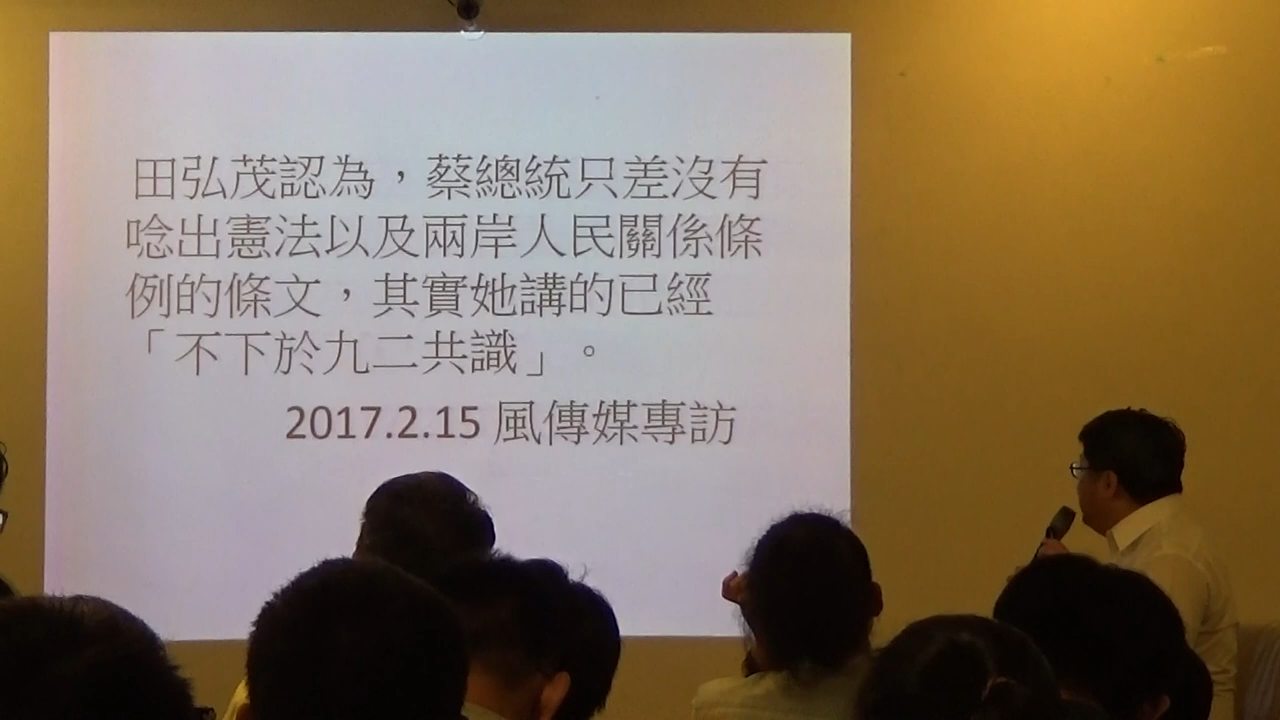 田弘茂認為，蔡總統只差沒有
唸出憲法以及兩岸人民關係條
例的條文，其實她講的已經
「不下於九二共識」。
2017.2.15 風傳媒專訪